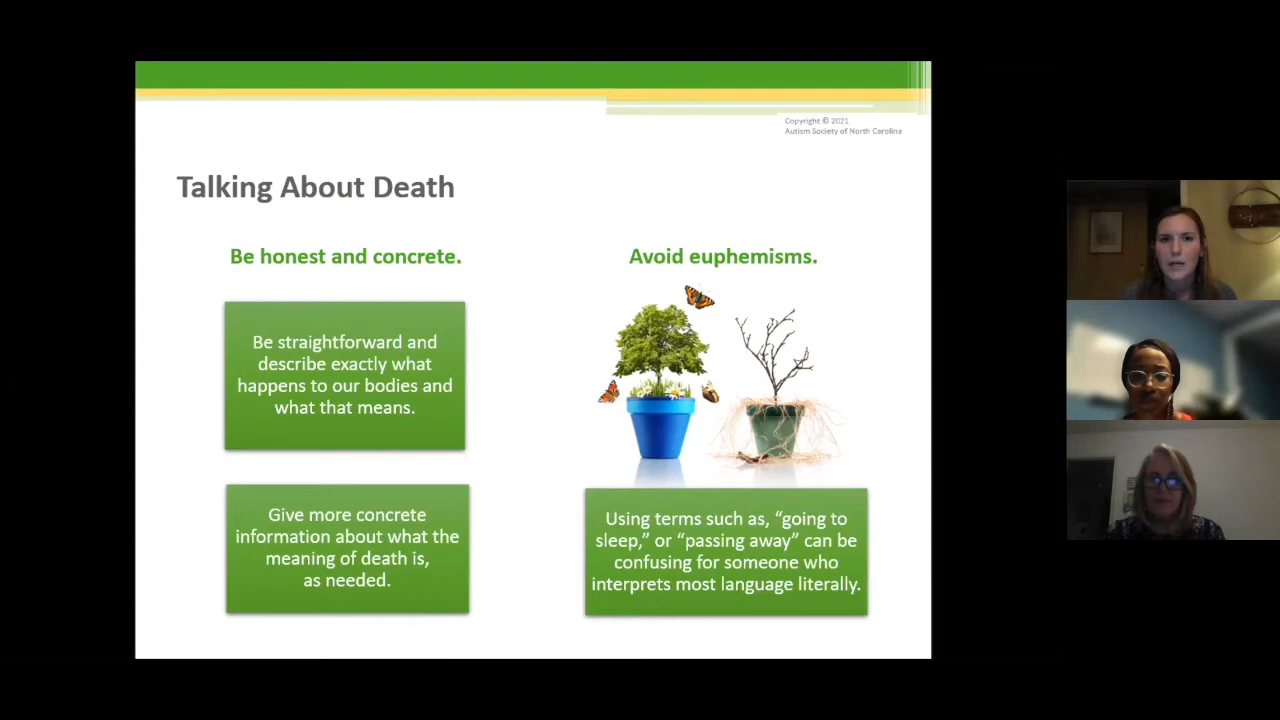 Copyright © 2021
Autism Society of North Carolina
Talking About Death
Be honest and concrete.
Be straightforward and
describe exactly what
happens to our bodies and
what that means.
Give more concrete
information about what the
meaning of death is,
as needed.
Avoid euphemisms.
Using terms such as, “going to
sleep,” or “passing away” can be
confusing for someone who
interprets most language literally.